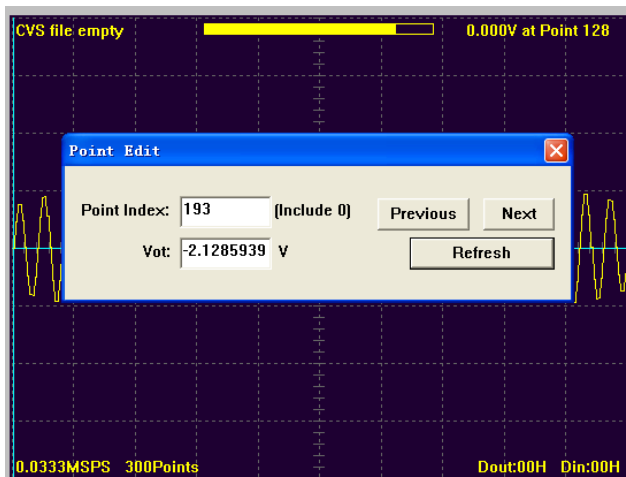 CVS file empty 0.000V at Point 128
Point Edit
Point Index: 193 (Include 0) Previous Next
Vot: -2.1285939 V Refresh
0.0333MSPS 300Points Dout:00H Din:00H